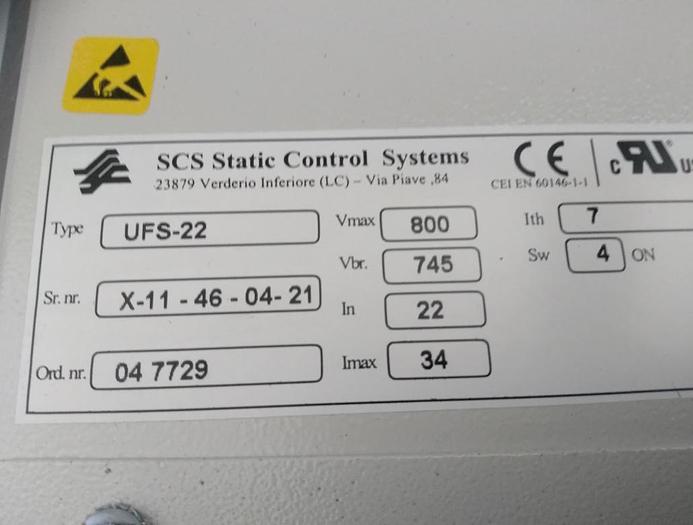 SCS Static Control Systems
23879 Verderio Inferiore (LC) – Via Piave ,84
CE
CEI EN 60146-1-1
c RU ® us
Type UFS-22
Vmax 800
Ith 7
Vbr. 745
Sw 4 ON
Sr. nr. X-11 - 46 - 04- 21
In 22
Ord. nr. 04 7729
Imax 34